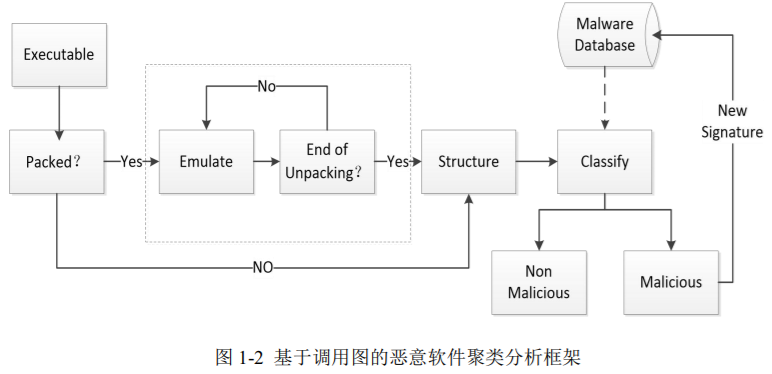 Executable
Malware
Database
No
New
Signature
Packed？
Yes
Emulate
End of
Unpacking？
Yes
Structure
Classify
NO
Non
Malicious
Malicious
图 1-2 基于调用图的恶意软件聚类分析框架